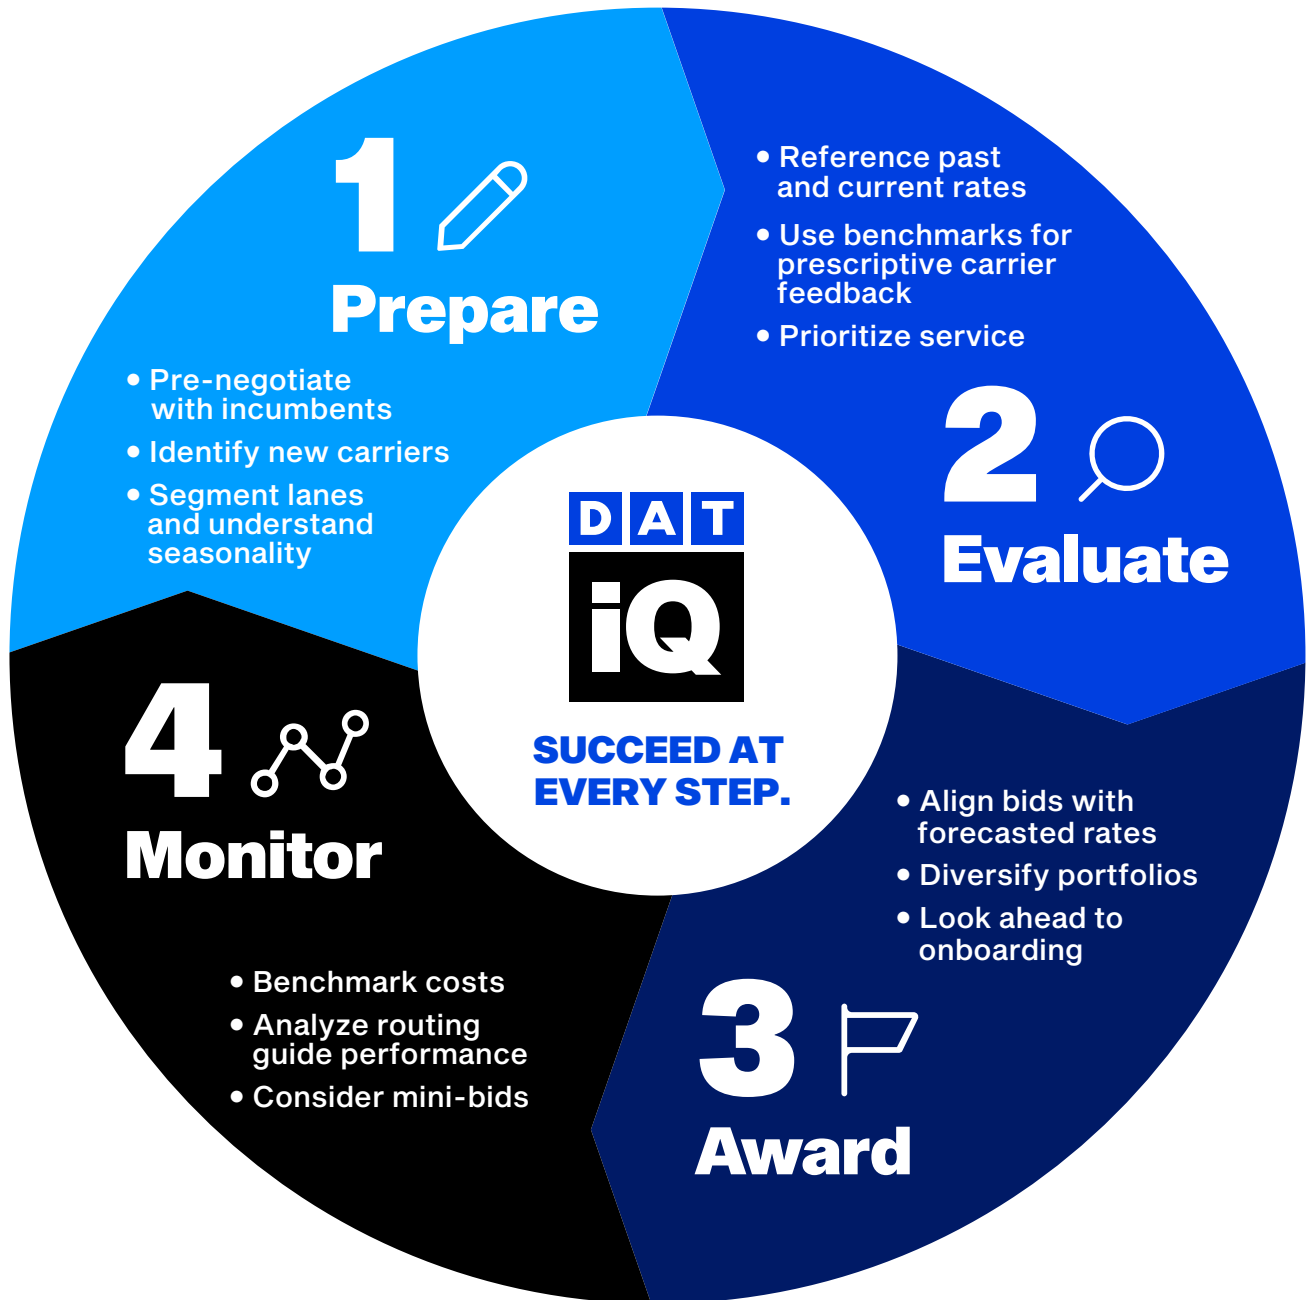 1
Prepare
• Pre-negotiate
with incumbents
• Identify new carriers
• Segment lanes
and understand
seasonality
• Reference past
and current rates
• Use benchmarks for
prescriptive carrier
feedback
• Prioritize service
2
Evaluate
• Align bids with
forecasted rates
• Diversify portfolios
• Look ahead to
onboarding
3
Award
4
Monitor
• Benchmark costs
• Analyze routing
guide performance
• Consider mini-bids
DAT
iQ
SUCCEED AT
EVERY STEP.